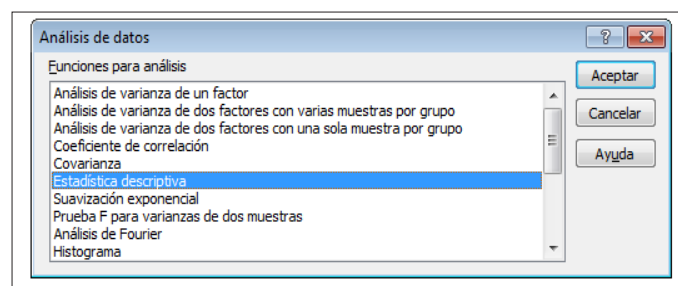 Análisis de datos
Funciones para análisis
Análisis de varianza de un factor
Análisis de varianza de dos factores con varias muestras por grupo
Análisis de varianza de dos factores con una sola muestra por grupo
Coeficiente de correlación
Covarianza
Estadística descriptiva
Suavización exponencial
Prueba F para varianzas de dos muestras
Análisis de Fourier
Histograma
Aceptar
Cancelar
Ayuda